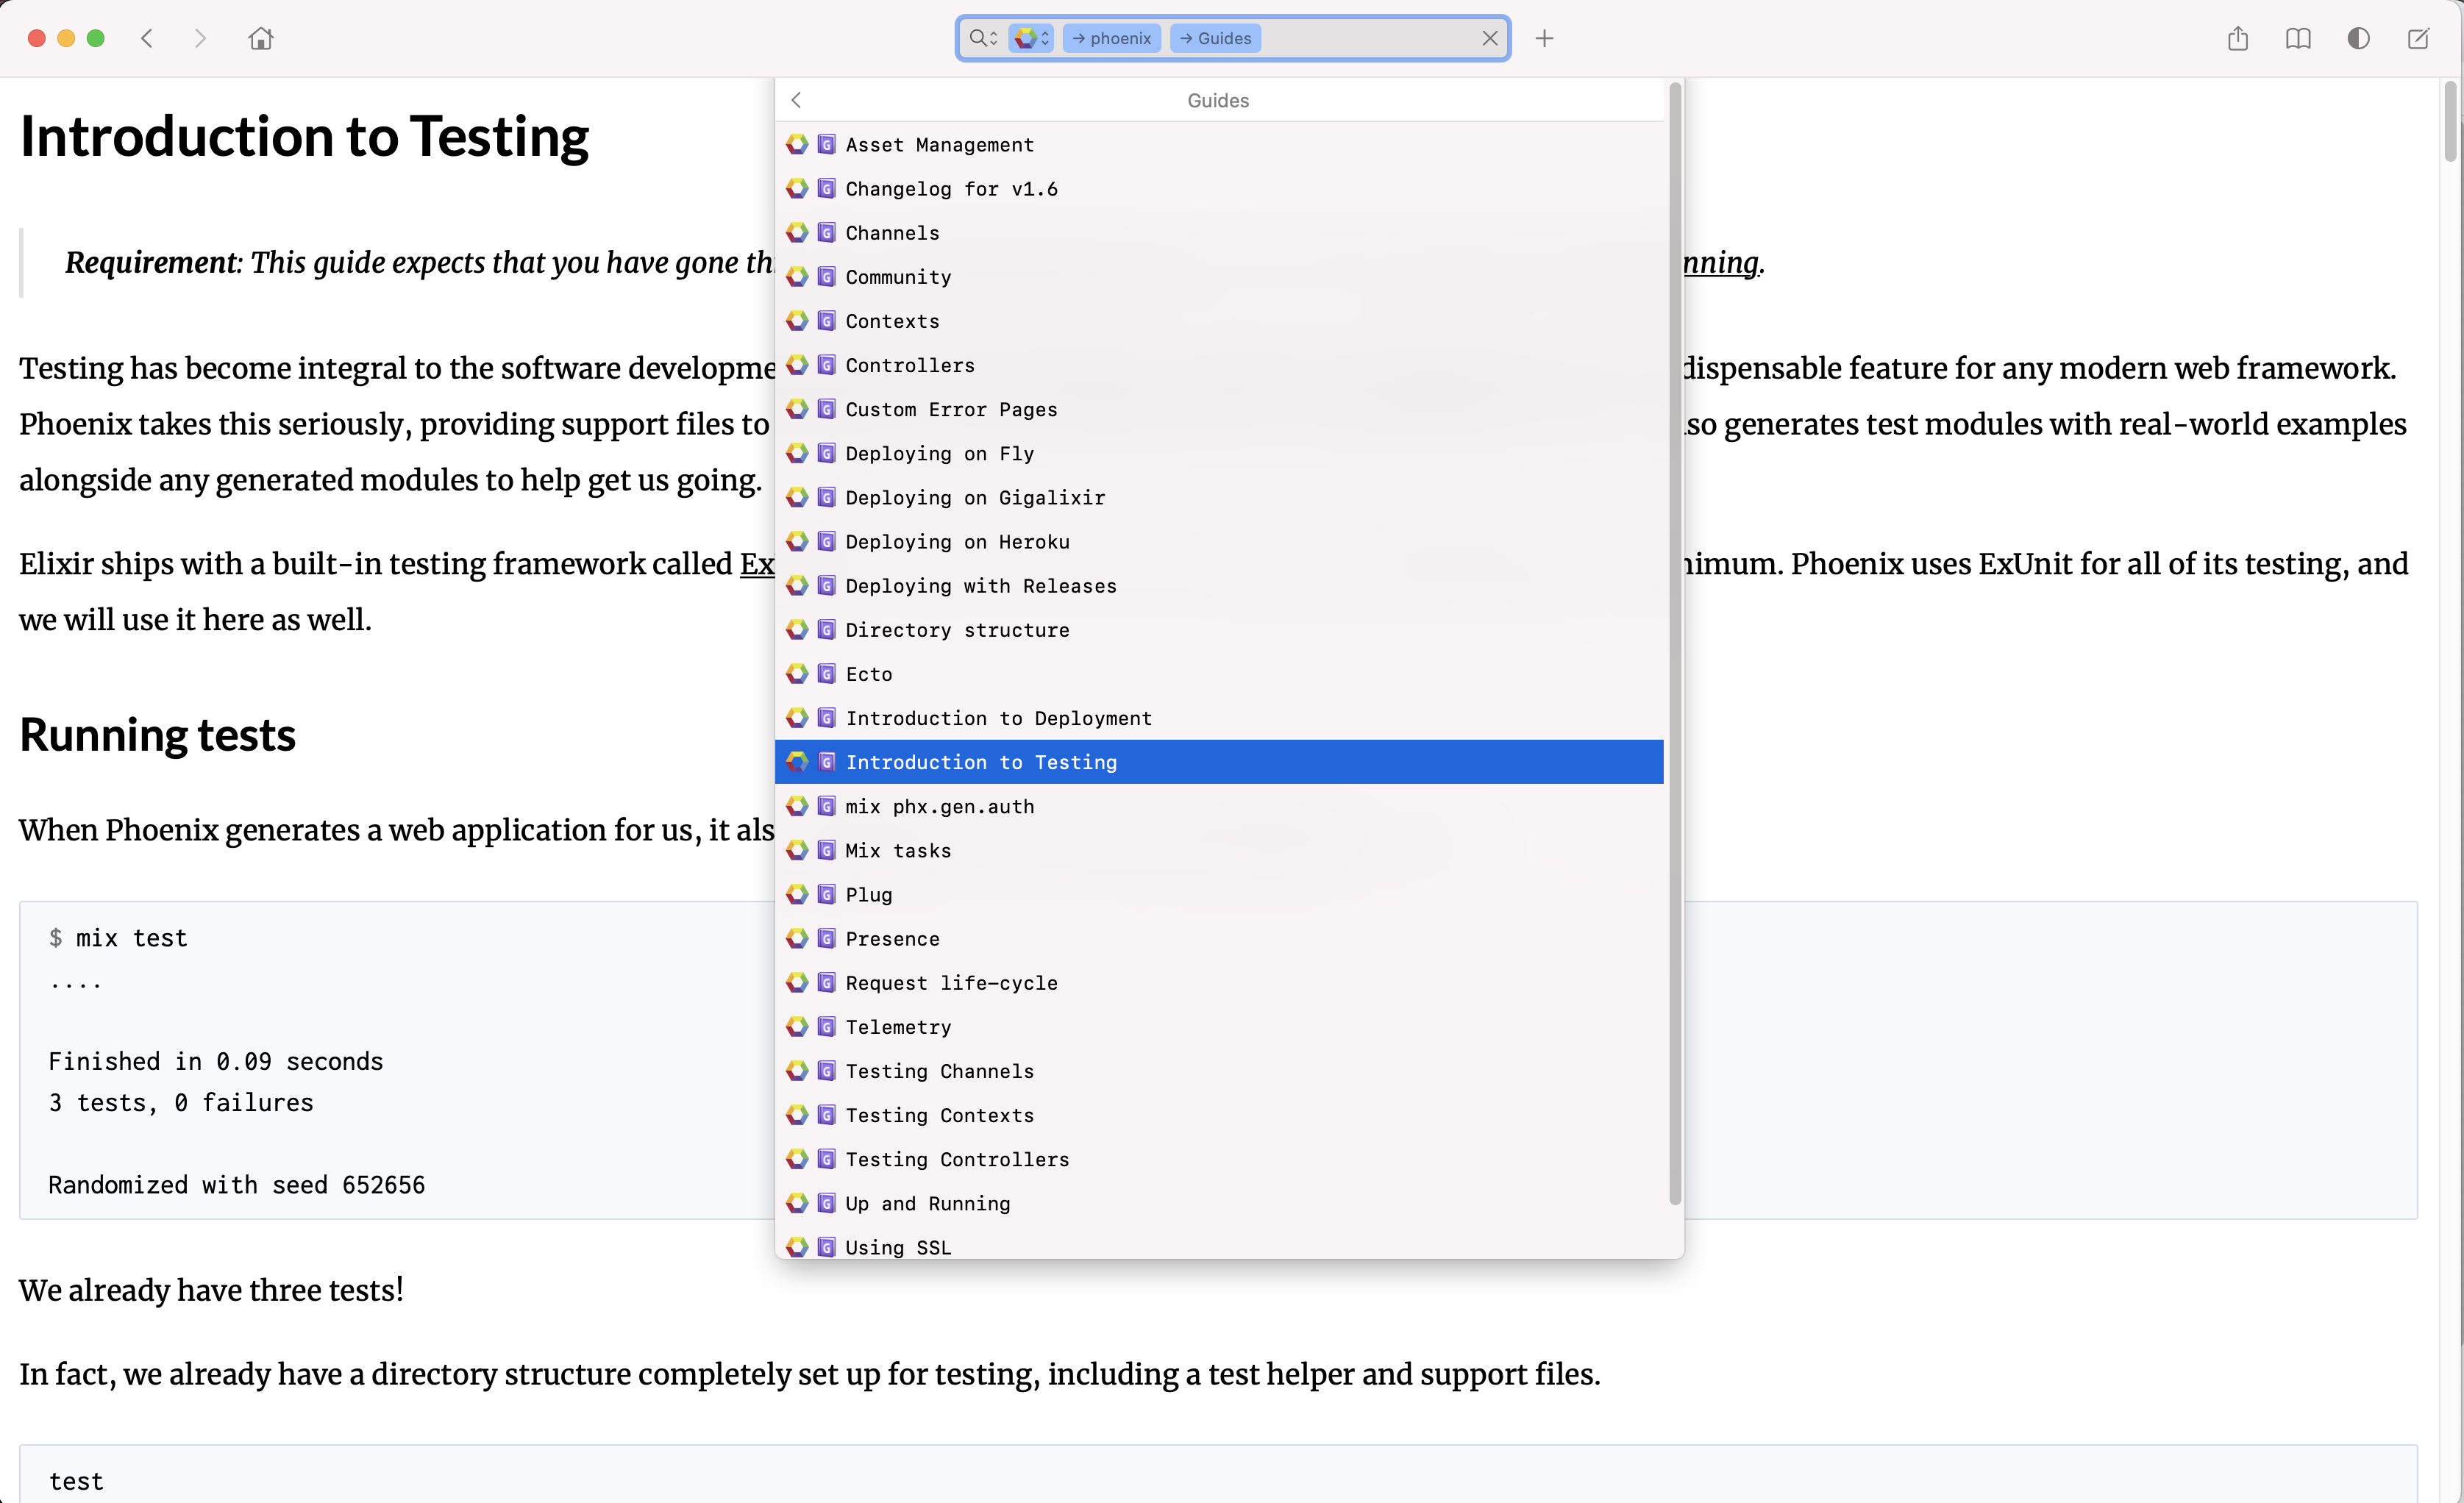 → phoenix → Guides
Introduction to Testing
Requirement: This guide expects that you have gone th
nning.
Testing has become integral to the software developme
dispensable feature for any modern web framework.
Phoenix takes this seriously, providing support files to
so generates test modules with real-world examples
alongside any generated modules to help get us going.
Elixir ships with a built-in testing framework called Ex
nimum. Phoenix uses ExUnit for all of its testing, and
we will use it here as well.
Running tests
When Phoenix generates a web application for us, it als
$ mix test
....
Finished in 0.09 seconds
3 tests, 0 failures
Randomized with seed 652656
We already have three tests!
In fact, we already have a directory structure completely set up for testing, including a test helper and support files.
test
Guides
G Asset Management
G Changelog for v1.6
G Channels
G Community
G Contexts
G Controllers
G Custom Error Pages
G Deploying on Fly
G Deploying on Gigalixir
G Deploying on Heroku
G Deploying with Releases
G Directory structure
G Ecto
G Introduction to Deployment
G Introduction to Testing
G mix phx.gen.auth
G Mix tasks
G Plug
G Presence
G Request life-cycle
G Telemetry
G Testing Channels
G Testing Contexts
G Testing Controllers
G Up and Running
G Using SSL